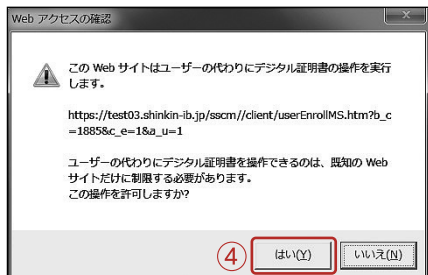 Web アクセスの確認
この Web サイトはユーザーの代わりにデジタル証明書の操作を実行
します。
https://test03.shinkin-ib.jp/sscm//client/userEnrollMS.htm?b_c
=1885&c_e=1&a_u=1
ユーザーの代わりにデジタル証明書を操作できるのは、既知の Web
サイトだけに制限する必要があります。
この操作を許可しますか?
④ はい(Y) いいえ(N)